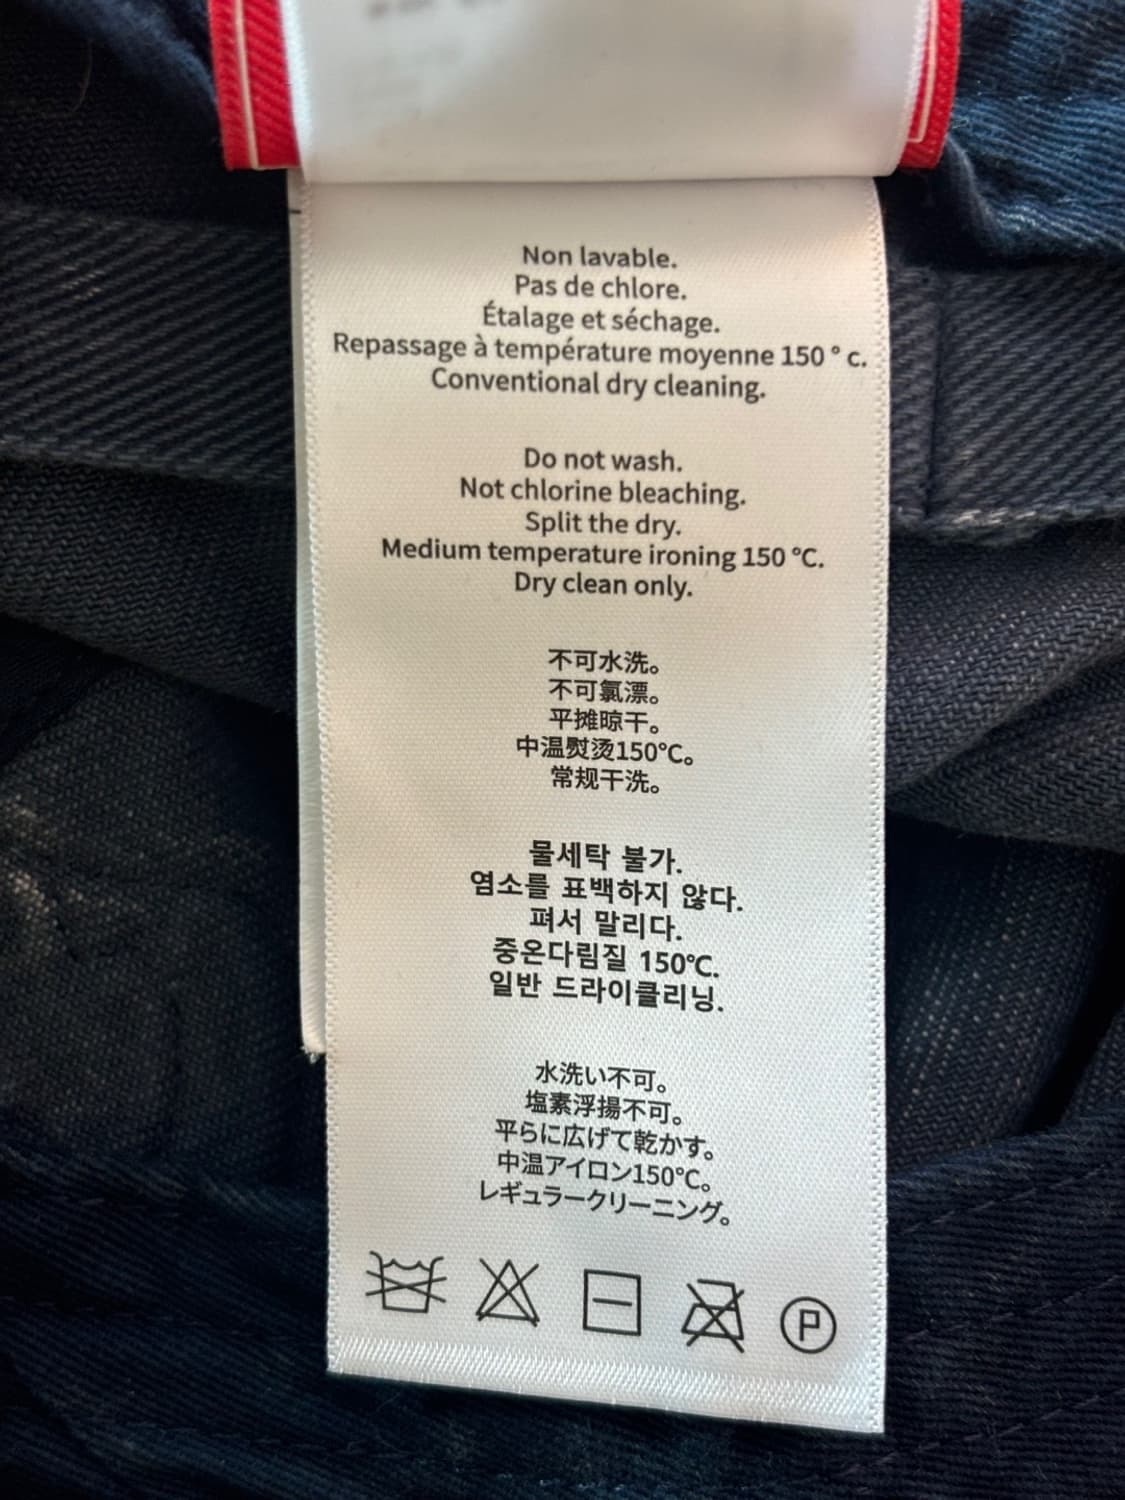 Non lavable.
Pas de chlore.
Étalage et séchage.
Repassage à température moyenne 150 ° c.
Conventional dry cleaning.
Do not wash.
Not chlorine bleaching.
Split the dry.
Medium temperature ironing 150 ℃.
Dry clean only.
不可水洗。
不可氯漂。
平摊晾干。
中温熨烫150℃。
常规干洗。
물세탁 불가.
염소를 표백하지 않다.
펴서 말리다.
중온다림질 150℃.
일반 드라이클리닝.
水洗い不可。
塩素浮揚不可。
平らに広げて乾かす。
中温アイロン150℃。
レギュラークリーニング。
P